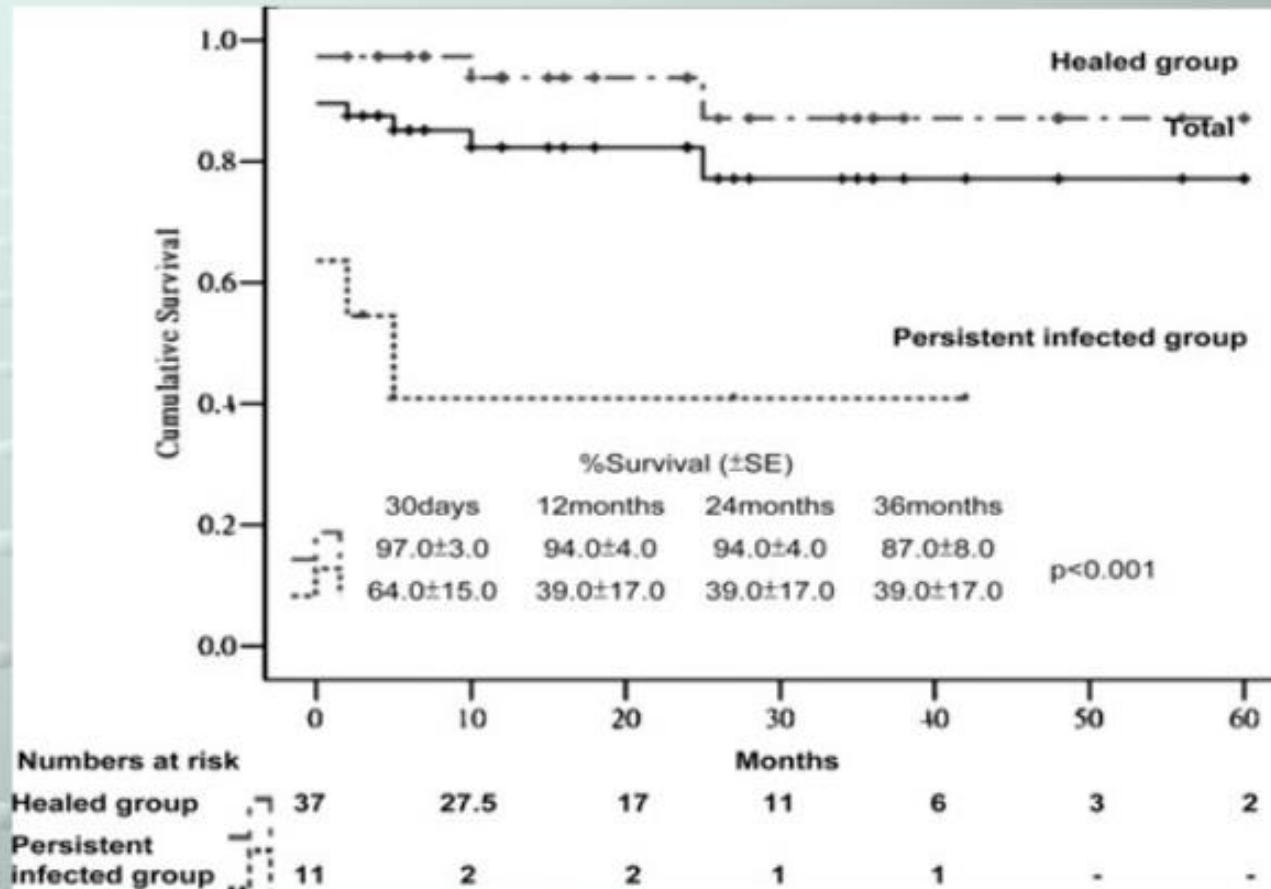 1.0
0.8
0.6
0.4
0.2
0.0
Cumulative Survival
Healed group
Total
Persistent infected group
%Survival (±SE)
30days 12months 24months 36months
97.0±3.0 94.0±4.0 94.0±4.0 87.0±8.0
64.0±15.0 39.0±17.0 39.0±17.0 39.0±17.0
p<0.001
0 10 20 30 40 50 60
Numbers at risk Months
Healed group 37 27.5 17 11 6 3 2
Persistent
infected group 11 2 2 1 1 - -